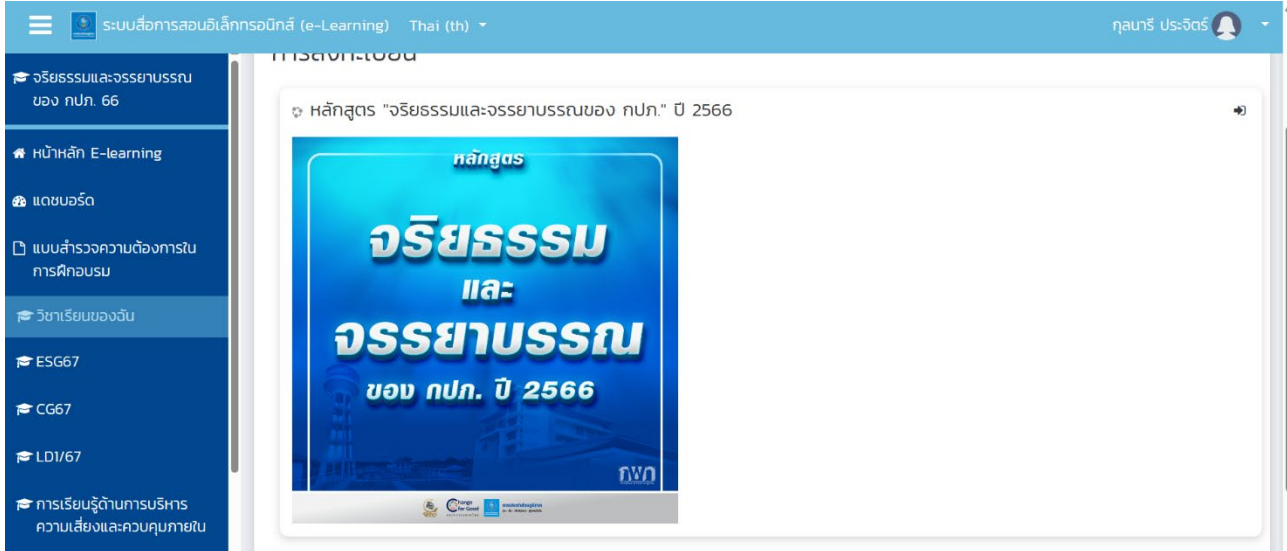 ระบบสื่อการสอนอิเล็กทรอนิกส์ (e-Learning) Thai (th)
กุลนารี ประจิตร์
จริยธรรมและจรรยาบรรณ
ของ กปภ. 66
หน้าหลัก E-learning
แดชบอร์ด
แบบสำรวจความต้องการใน
การฝึกอบรม
วิชาเรียนของฉัน
ESG67
CG67
LD1/67
การเรียนรู้ด้านการบริหาร
ความเสี่ยงและควบคุมภายใน
หลักสูตร "จริยธรรมและจรรยาบรรณของ กปภ." ปี 2566
หลักสูตร
จริยธรรม
และ
จรรยาบรรณ
ของ กปภ. ปี 2566
Change
for Good